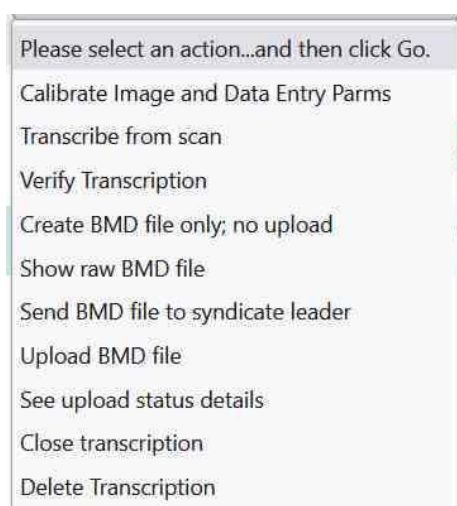 Please select an action...and then click Go.
Calibrate Image and Data Entry Parms
Transcribe from scan
Verify Transcription
Create BMD file only; no upload
Show raw BMD file
Send BMD file to syndicate leader
Upload BMD file
See upload status details
Close transcription
Delete Transcription